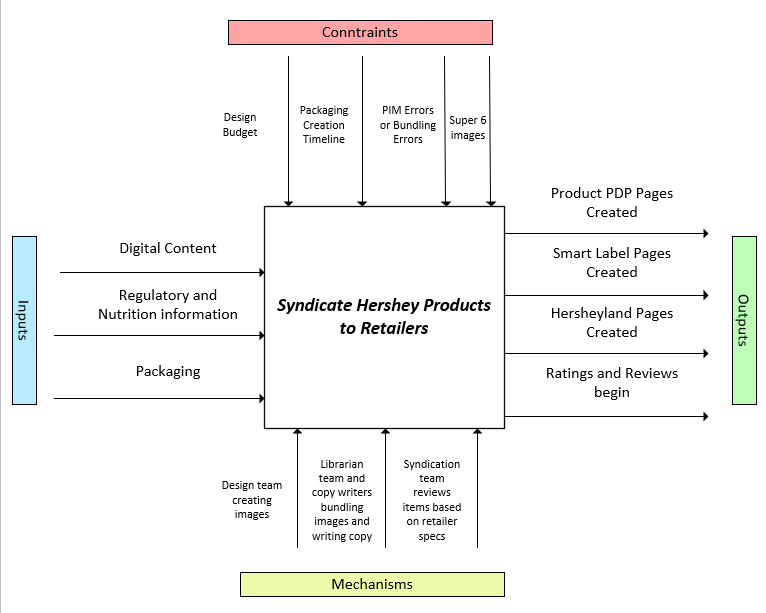 Conntraints
Design
Budget
Packaging
Creation
Timeline
PIM Errors
or Bundling
Errors
Super 6
images
Inputs
Digital Content
Regulatory and
Nutrition information
Packaging
Syndicate Hershey Products
to Retailers
Product PDP Pages
Created
Smart Label Pages
Created
Hersheyland Pages
Created
Ratings and Reviews
begin
Outputs
Design team
creating
images
Librarian
team and
copy writers
bundling
images and
writing copy
Syndication
team
reviews
items based
on retailer
specs
Mechanisms